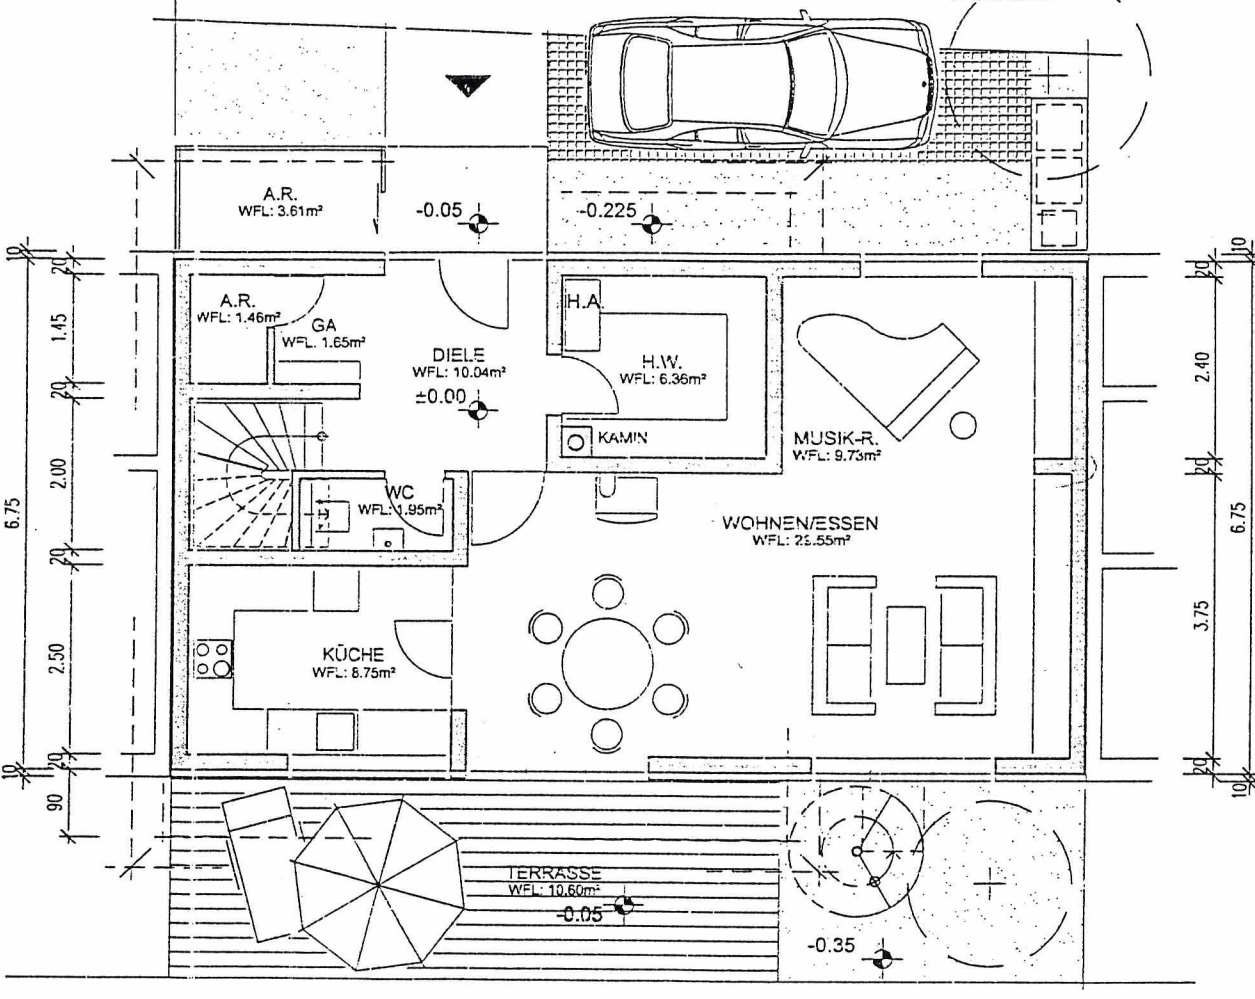 A.R.
WFL: 3.61m²
-0.05
-0.225
A.R.
WFL: 1.46m²
GA
WFL. 1.65m²
DIELE
WFL: 10.04m²
±0.00
H.A.
H.W.
WFL: 6.36m²
KAMIN
MUSIK-R.
WFL: 9.73m²
WC
WFL: 1.95m²
WOHNEN/ESSEN
KÜCHE
WFL: 8.75m²
TERRASSE
WFL: 10.60m²
-0.05
-0.35
10
6.75
10
20
1.45
20
2.00
20
2.50
20
90
20
2.40
20
3.75
20
10
6.75
10